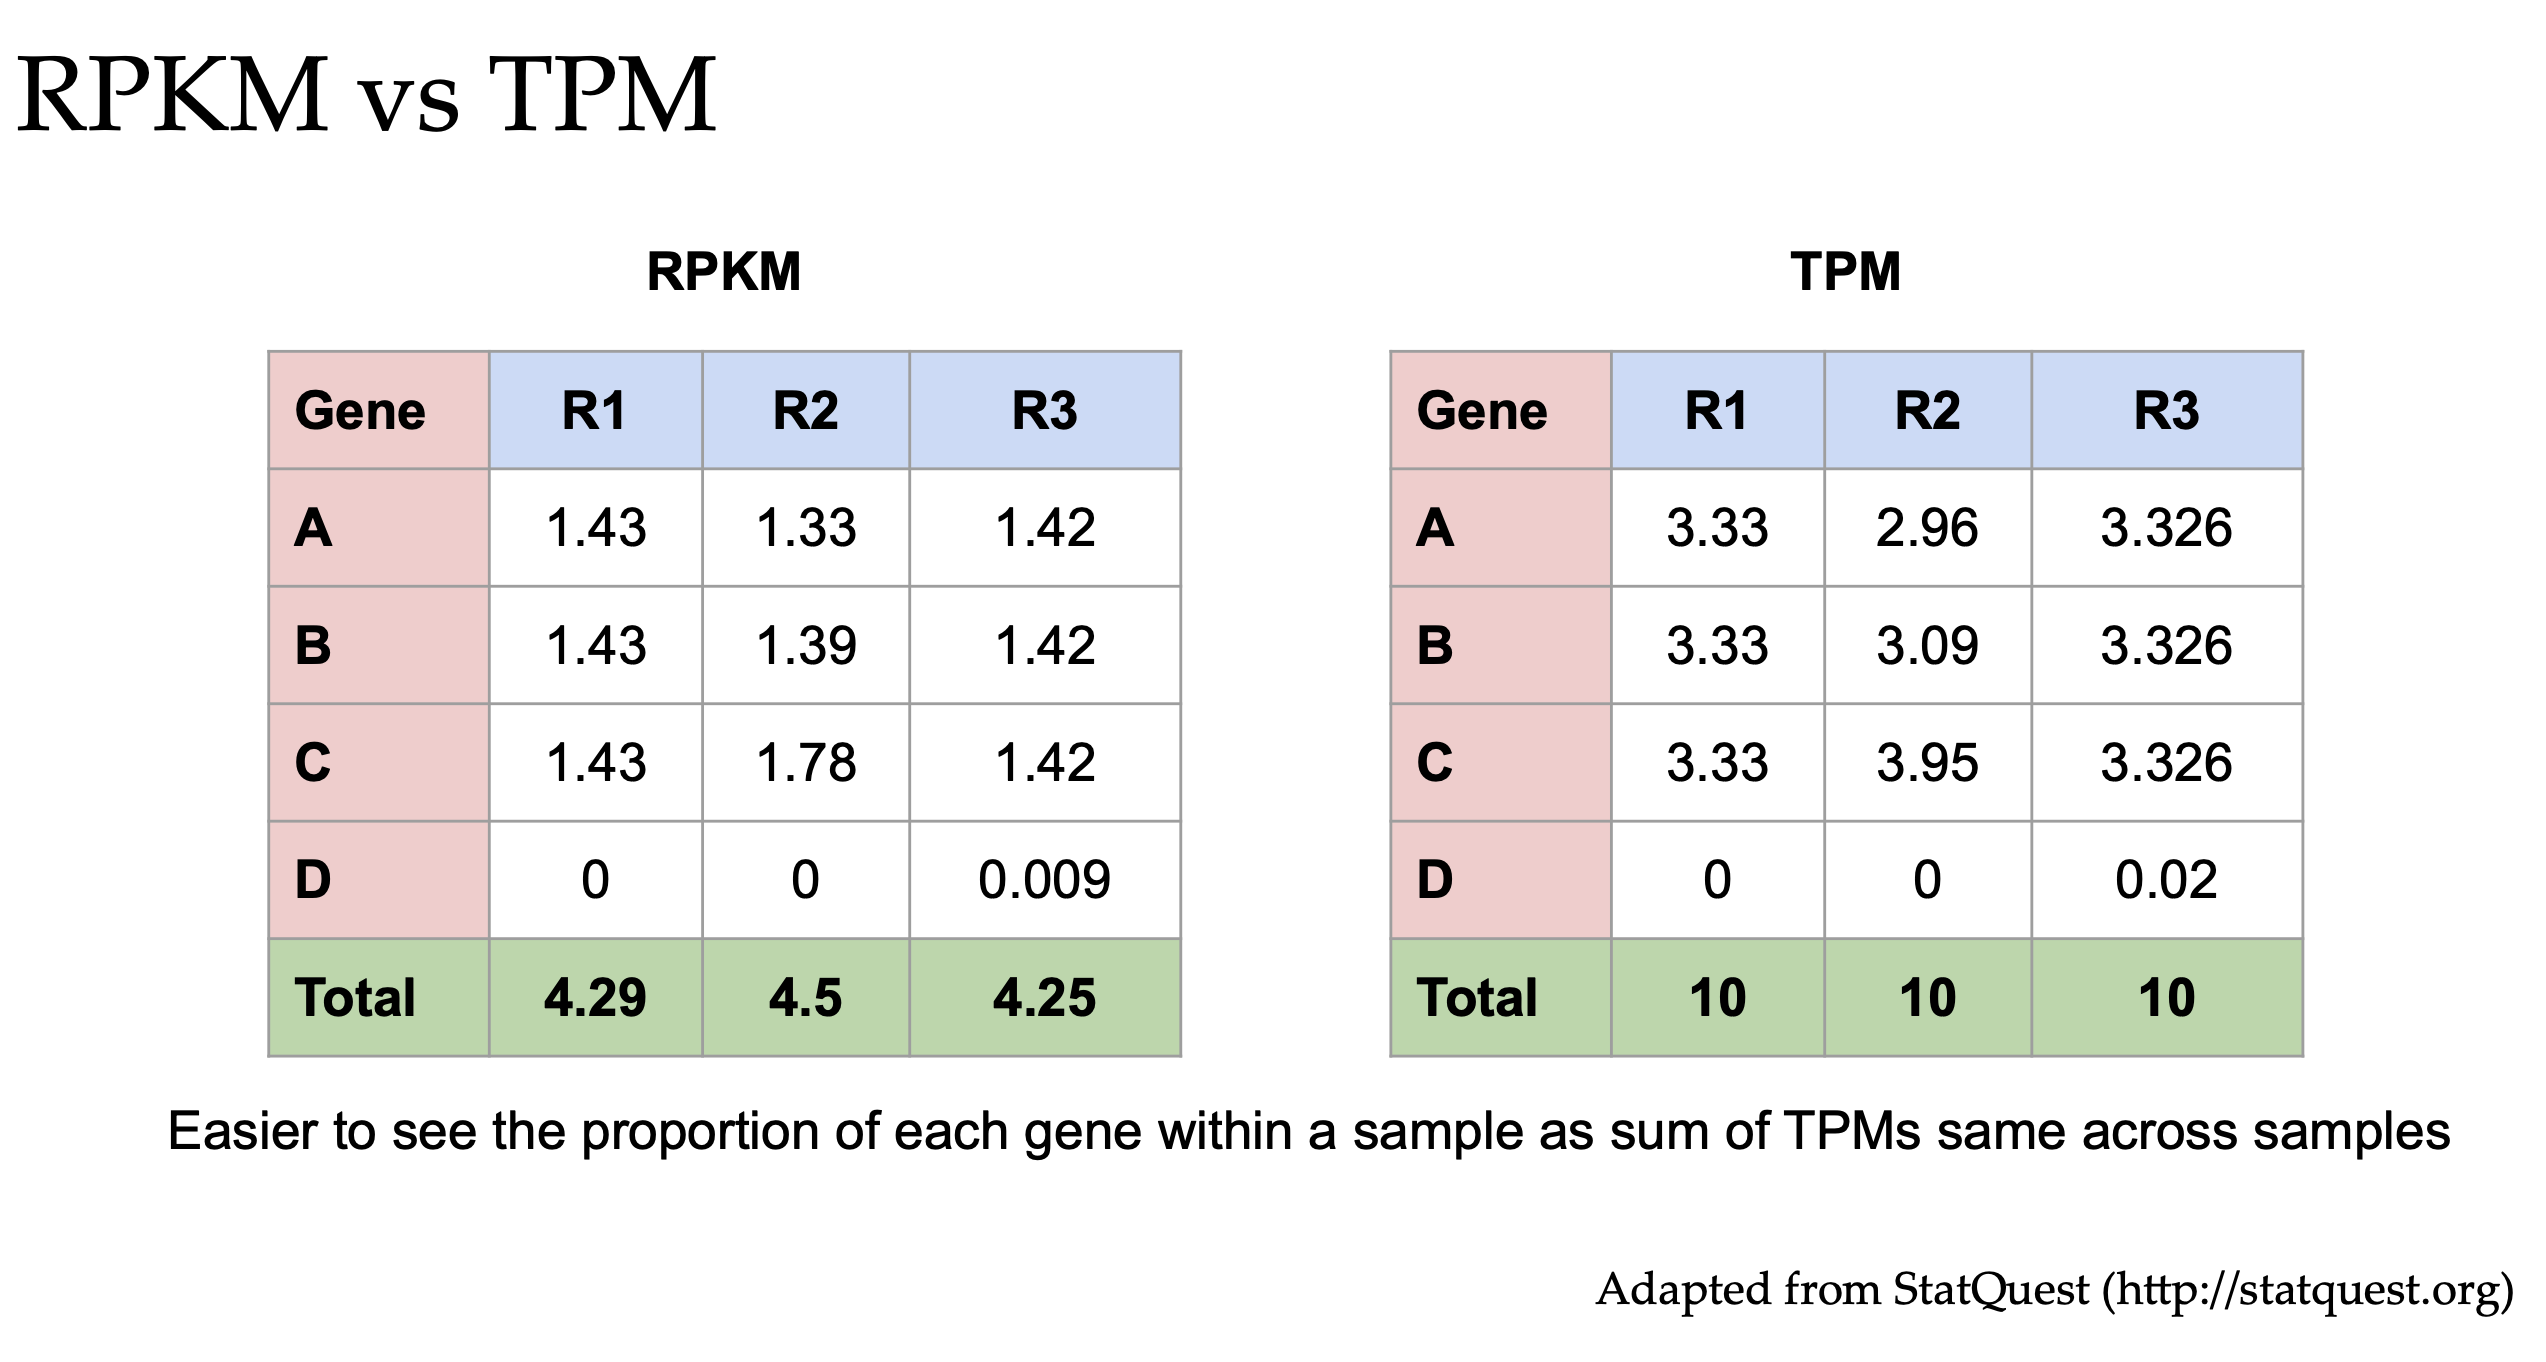 RPKM vs TPM
RPKM
Gene R1 R2 R3
A 1.43 1.33 1.42
B 1.43 1.39 1.42
C 1.43 1.78 1.42
D 0 0 0.009
Total 4.29 4.5 4.25
TPM
Gene R1 R2 R3
A 3.33 2.96 3.326
B 3.33 3.09 3.326
C 3.33 3.95 3.326
D 0 0 0.02
Total 10 10 10
Easier to see the proportion of each gene within a sample as sum of TPMs same across samples
Adapted from StatQuest (http://statquest.org)